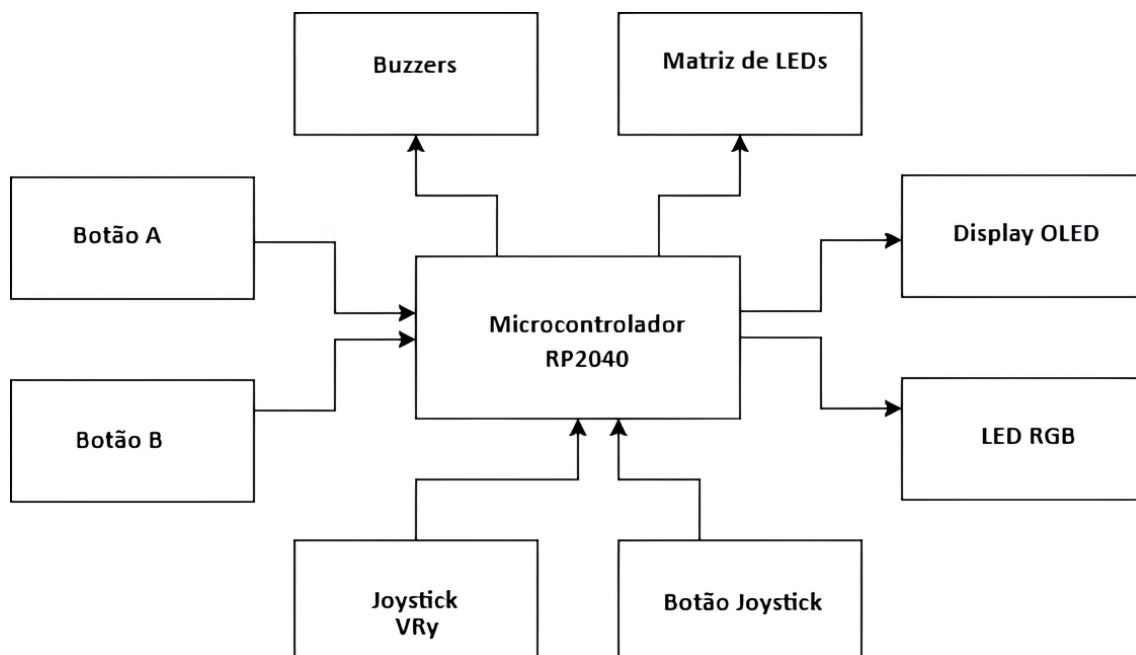 Buzzers
Matriz de LEDs
Botão A
Display OLED
Microcontrolador
RP2040
Botão B
LED RGB
Joystick
VRy
Botão Joystick